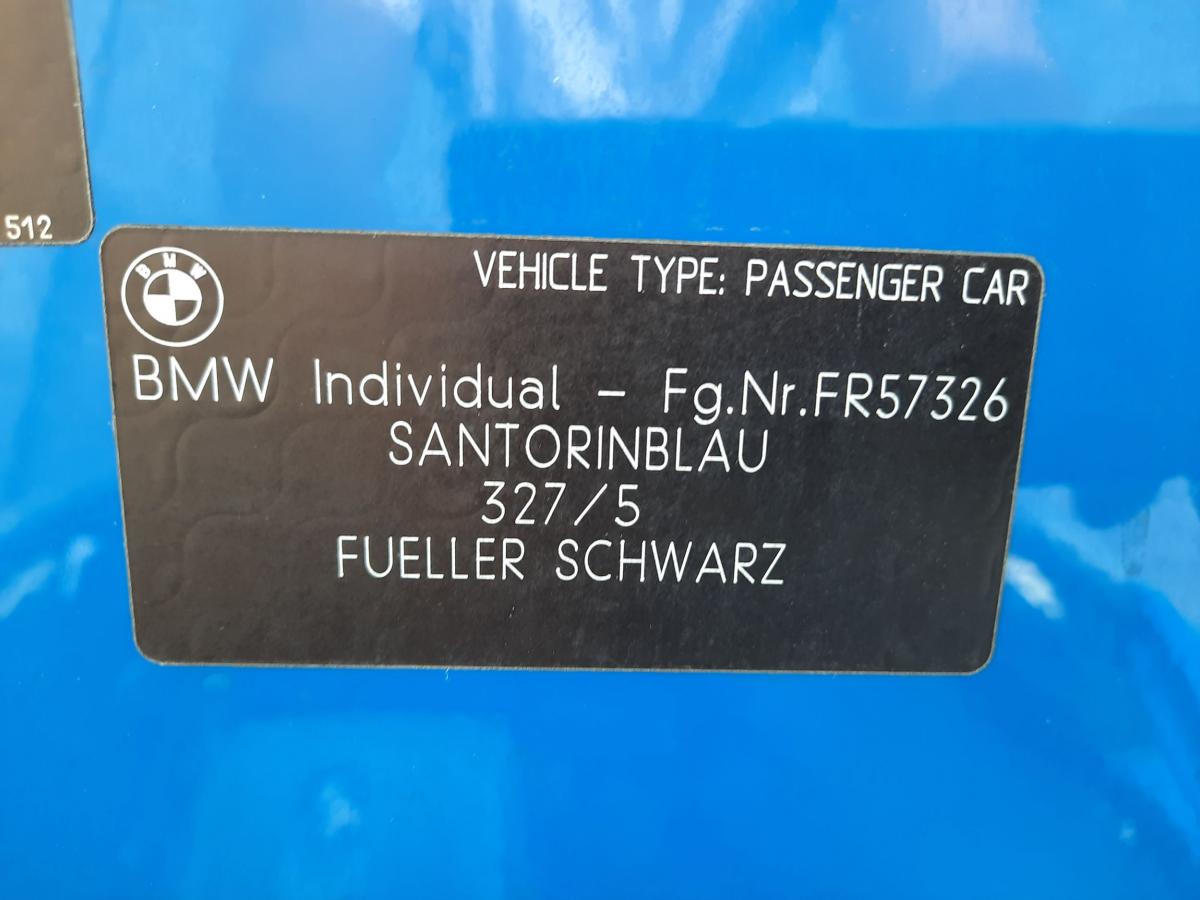 512
BMW
VEHICLE TYPE: PASSENGER CAR
BMW Individual - Fg.Nr.FR57326
SANTORINBLAU
327/5
FUELLER SCHWARZ